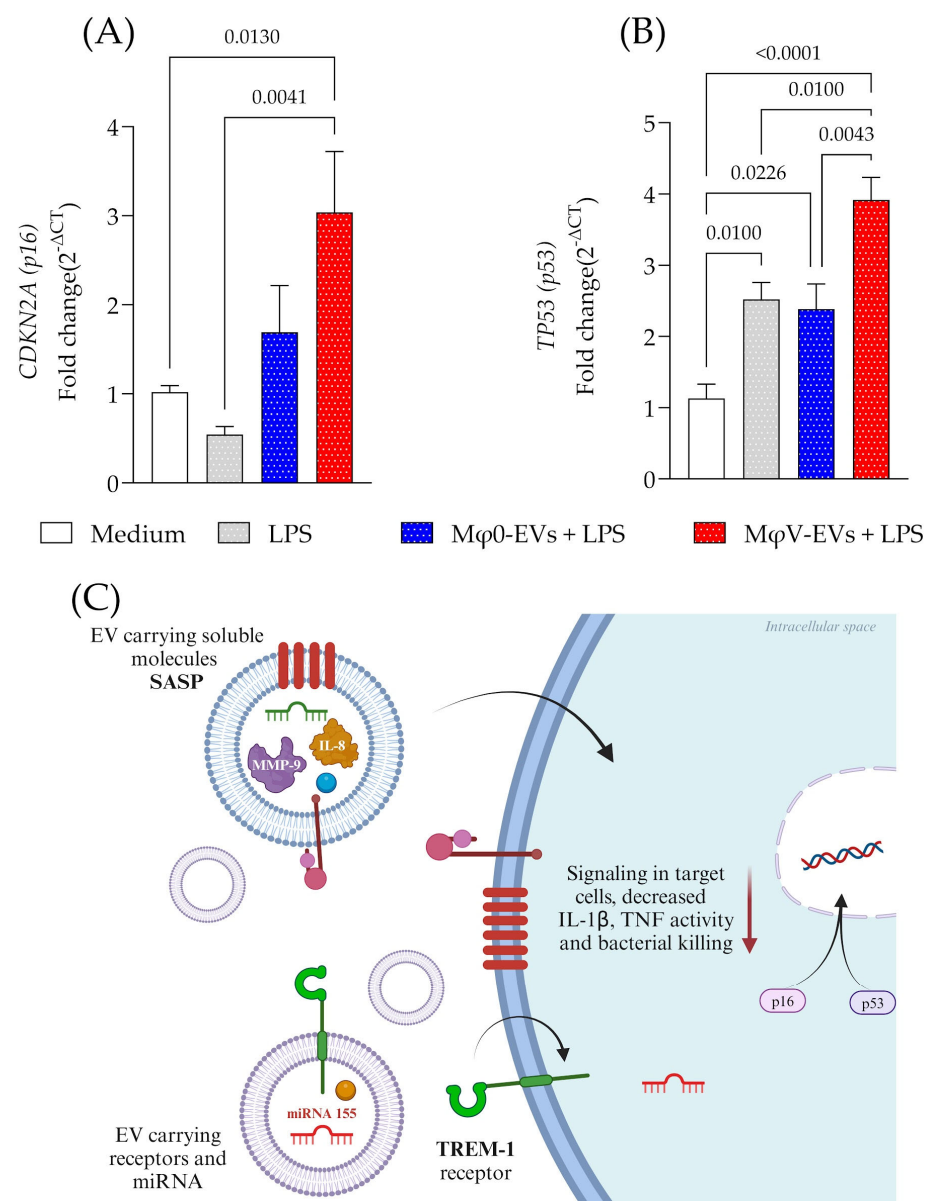 (A)
0.0130
0.0041
4
3
2
1
0
CDKN2A (p16)
Fold change(2^-ΔCT)
(B)
<0.0001
0.0100
0.0043
0.0226
0.0100
5
4
3
2
1
0
TP53 (p53)
Fold change(2^-ΔCT)
Medium
LPS
Mφ0-EVs + LPS
MφV-EVs + LPS
(C)
EV carrying soluble
molecules
SASP
IL-8
MMP-9
Intracellular space
Signaling in target
cells, decreased
IL-1β, TNF activity
and bacterial killing
p16
p53
miRNA 155
EV carrying
receptors and
miRNA
TREM-1
receptor